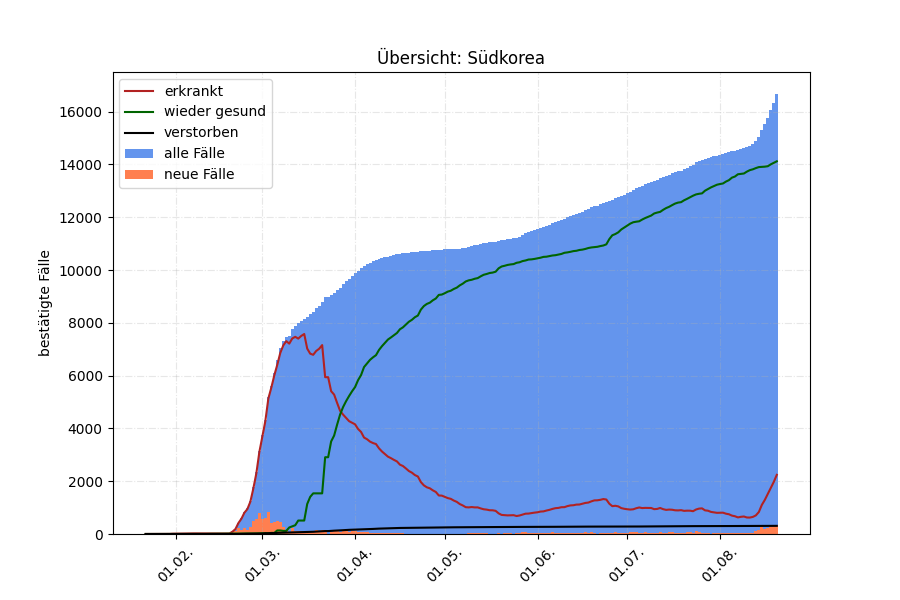 Übersicht: Südkorea
erkrankt
wieder gesund
verstorben
alle Fälle
neue Fälle
bestätigte Fälle
16000
14000
12000
10000
8000
6000
4000
2000
0
01.02.
01.03.
01.04.
01.05.
01.06.
01.07.
01.08.